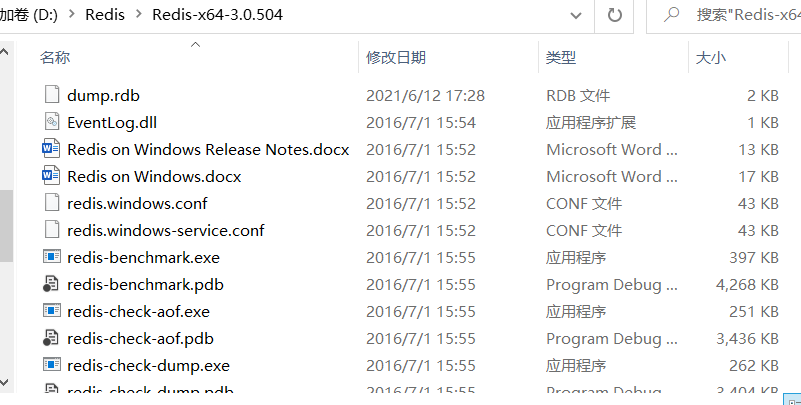 加卷 (D:) > Redis > Redis-x64-3.0.504
搜索"Redis-x64
名称 修改日期 类型 大小
dump.rdb 2021/6/12 17:28 RDB 文件 2 KB
EventLog.dll 2016/7/1 15:54 应用程序扩展 1 KB
Redis on Windows Release Notes.docx 2016/7/1 15:52 Microsoft Word ... 13 KB
Redis on Windows.docx 2016/7/1 15:52 Microsoft Word ... 17 KB
redis.windows.conf 2016/7/1 15:52 CONF 文件 43 KB
redis.windows-service.conf 2016/7/1 15:52 CONF 文件 43 KB
redis-benchmark.exe 2016/7/1 15:55 应用程序 397 KB
redis-benchmark.pdb 2016/7/1 15:55 Program Debug ... 4,268 KB
redis-check-aof.exe 2016/7/1 15:55 应用程序 251 KB
redis-check-aof.pdb 2016/7/1 15:55 Program Debug ... 3,436 KB
redis-check-dump.exe 2016/7/1 15:55 应用程序 262 KB
redis-check-dump.pdb 2016/7/1 15:55 Program Debug ... 3,404 KB